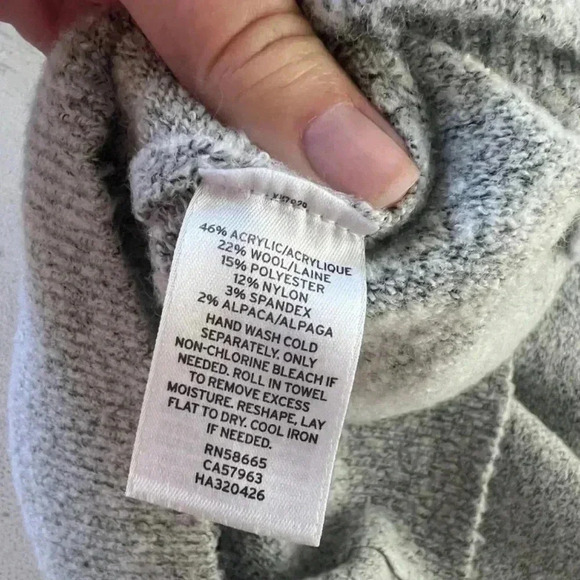 46% ACRYLIC/ACRYLIQUE
22% WOOL/LAINE
15% POLYESTER
12% NYLON
3% SPANDEX
2% ALPACA/ALPAGA
HAND WASH COLD
SEPARATELY. ONLY
NON-CHLORINE BLEACH IF
NEEDED. ROLL IN TOWEL
TO REMOVE EXCESS
MOISTURE. RESHAPE, LAY
FLAT TO DRY. COOL IRON
IF NEEDED.
RN58665
CA57963
HA320426